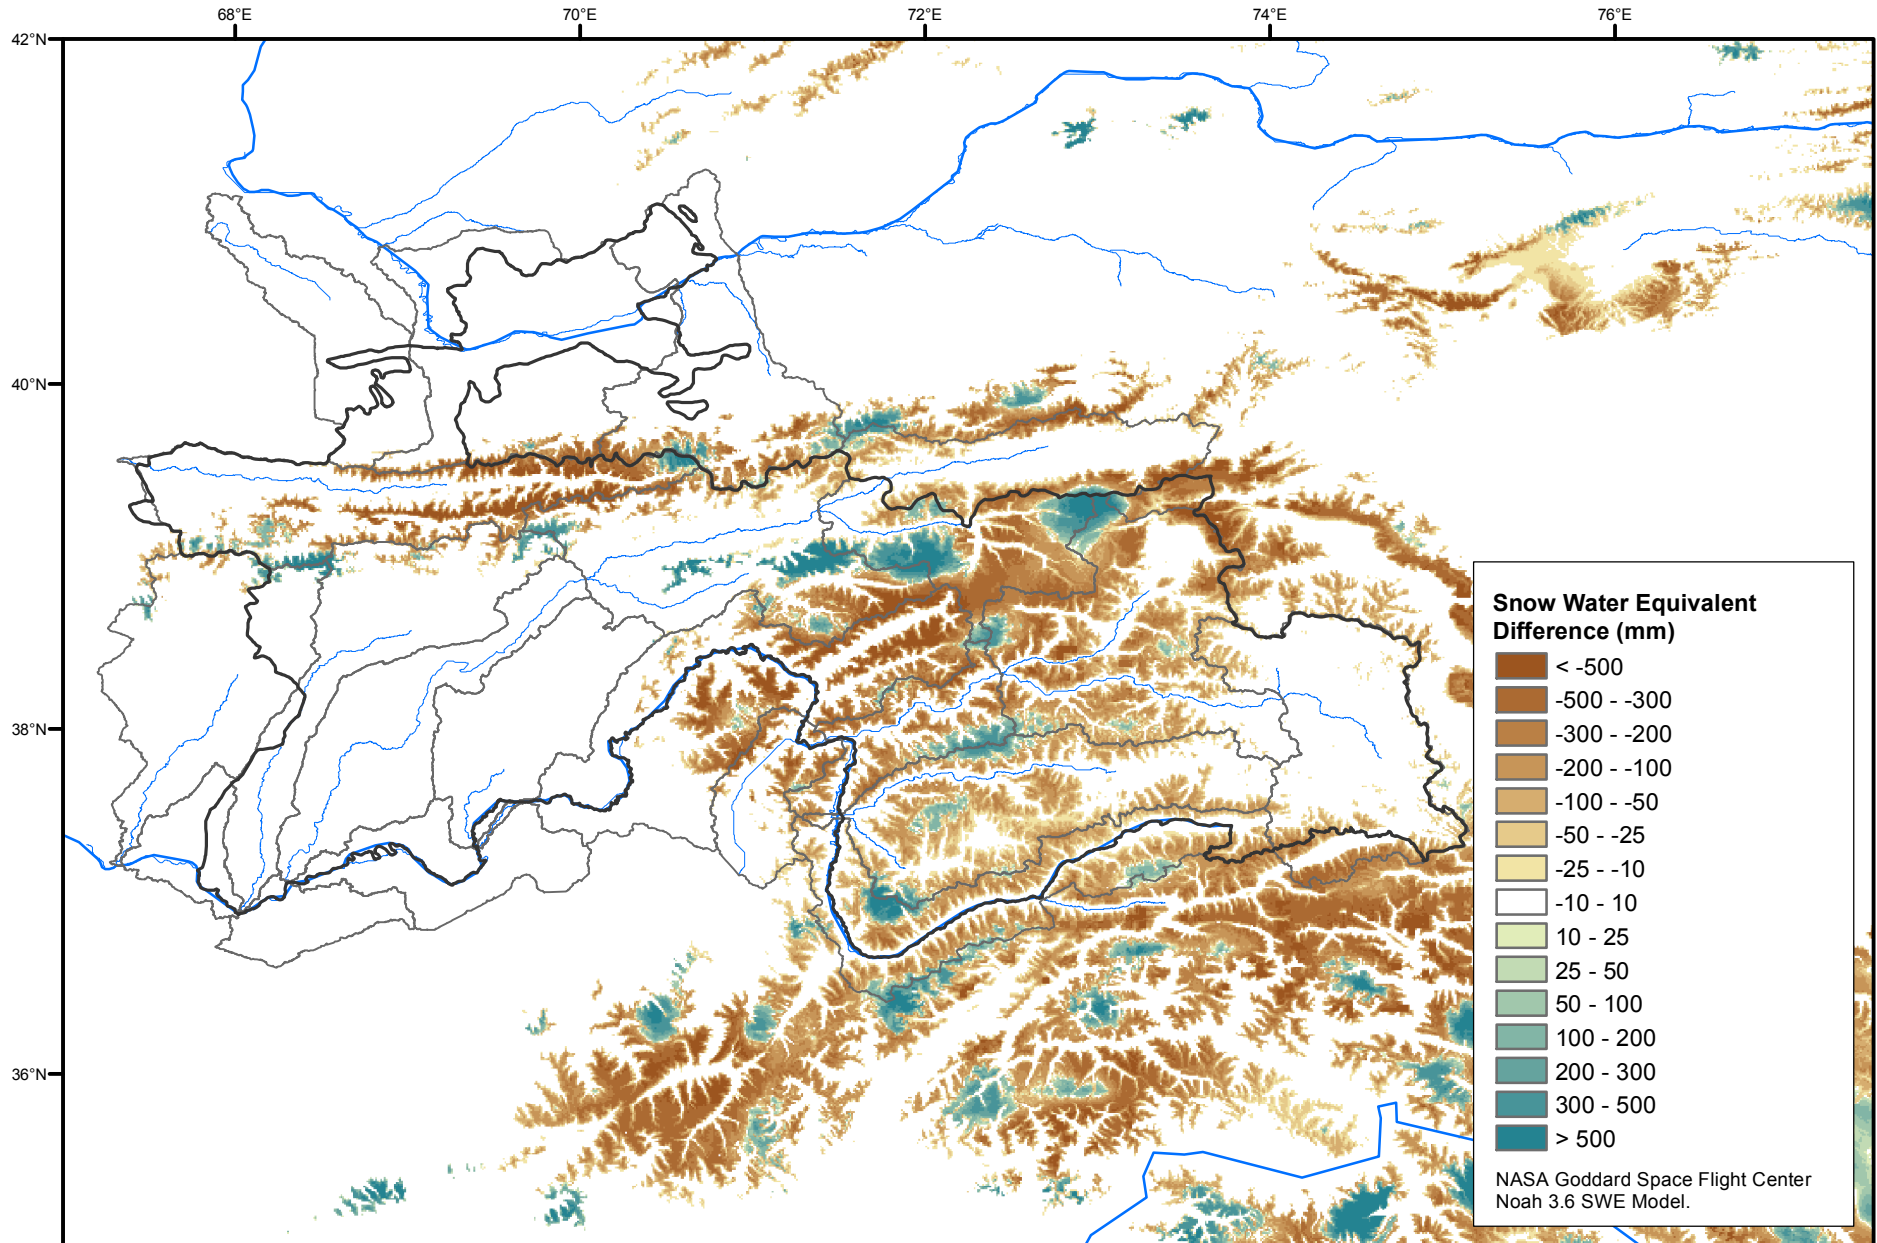 68°E 70°E 72°E 74°E 76°E
42°N
40°N
38°N
36°N
Snow Water Equivalent
Difference (mm)
< -500
-500 - -300
-300 - -200
-200 - -100
-100 - -50
-50 - -25
-25 - -10
-10 - 10
10 - 25
25 - 50
50 - 100
100 - 200
200 - 300
300 - 500
> 500
NASA Goddard Space Flight Center
Noah 3.6 SWE Model.